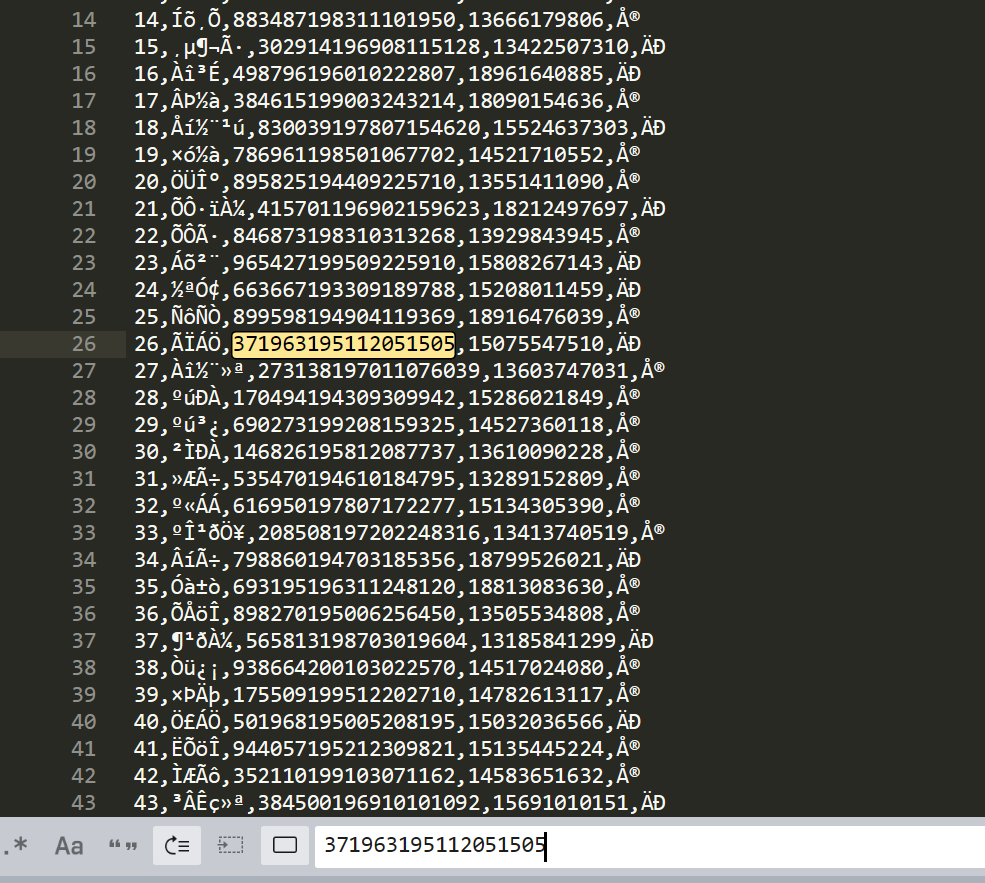 14 14,Íõ¸Õ,883487198311101950,13666179806,Å®
15 15,¸µ¶¬Ã·,302914196908115128,13422507310,ÄÐ
16 16,Àî³É,498796196010222807,18961640885,ÄÐ
17 17,ÂÞ½à,384615199003243214,18090154636,Å®
18 18,Åí½¨¹ú,830039197807154620,15524637303,ÄÐ
19 19,×ó½à,786961198501067702,14521710552,Å®
20 20,ÖÜÎ°,895825194409225710,13551411090,Å®
21 21,ÕÔ·ïÀ¼,415701196902159623,18212497697,ÄÐ
22 22,ÕÔÃ·,846873198310313268,13929843945,Å®
23 23,Áõ²¨,965427199509225910,15808267143,ÄÐ
24 24,½ªÓ¢,663667193309189788,15208011459,ÄÐ
25 25,ÑôÑÒ,899598194904119369,18916476039,Å®
26 26,ÃÏÁÖ,371963195112051505,15075547510,ÄÐ
27 27,Àî½¨»ª,273138197011076039,13603747031,Å®
28 28,ºúÐÀ,170494194309309942,15286021849,Å®
29 29,ºú³¿,690273199208159325,14527360118,Å®
30 30,²ÌÐÀ,146826195812087737,13610090228,Å®
31 31,»ÆÃ÷,535470194610184795,13289152809,Å®
32 32,º«ÁÁ,616950197807172277,15134305390,Å®
33 33,ºÎ¹ðÖ¥,208508197202248316,13413740519,Å®
34 34,ÂíÃ÷,798860194703185356,18799526021,ÄÐ
35 35,Óà±ò,693195196311248120,18813083630,Å®
36 36,ÕÅöÎ,898270195006256450,13505534808,Å®
37 37,¶¹ðÀ¼,565813198703019604,13185841299,ÄÐ
38 38,Òü¿¡,938664200103022570,14517024080,Å®
39 39,×ÞÄþ,175509199512202710,14782613117,Å®
40 40,Ö£ÁÖ,501968195005208195,15032036566,ÄÐ
41 41,ËÕöÎ,944057195212309821,15135445224,Å®
42 42,ÌÆÃô,352110199103071162,14583651632,Å®
43 43,³ÂÊç»ª,384500196910101092,15691010151,ÄÐ
.* Aa “” 371963195112051505